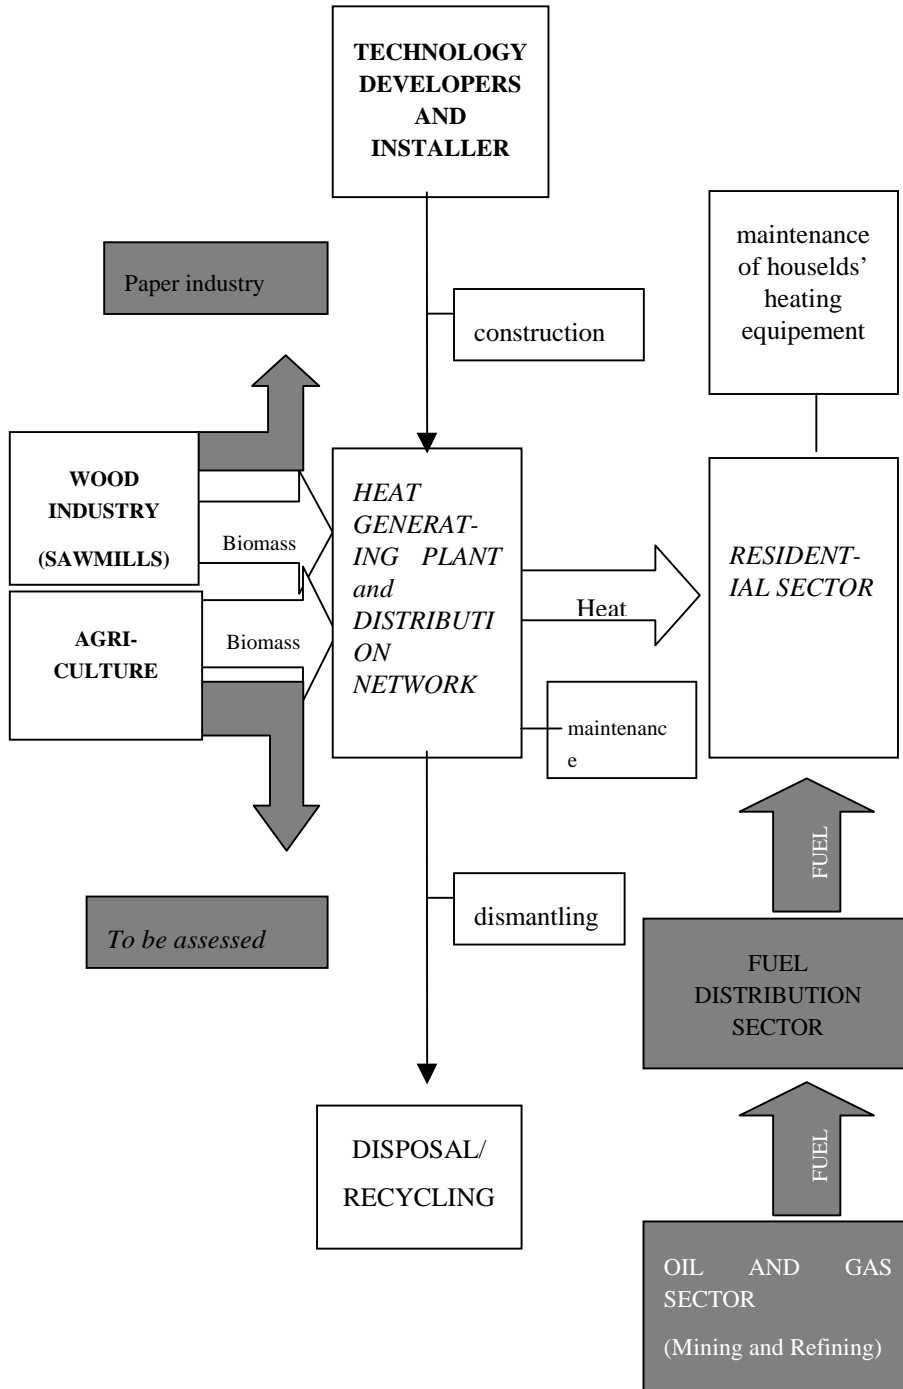 TECHNOLOGY
DEVELOPERS
AND
INSTALLER
maintenance
of houselds’
heating
equipement
Paper industry
construction
WOOD
INDUSTRY
(SAWMILLS)
Biomass
AGRI-
CULTURE
Biomass
HEAT
GENERAT-
ING PLANT
and
DISTRIBUTI
ON
NETWORK
Heat
RESIDENT-
IAL SECTOR
maintenanc
e
FUEL
To be assessed
dismantling
FUEL
DISTRIBUTION
SECTOR
DISPOSAL/
RECYCLING
FUEL
OIL AND GAS
SECTOR
(Mining and Refining)